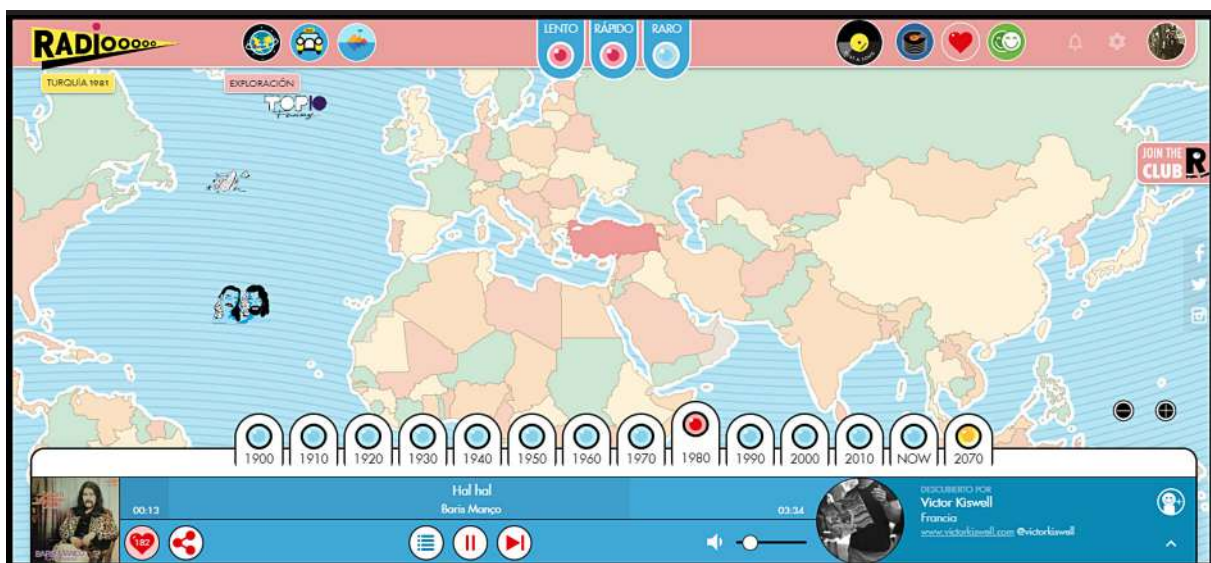 RADIOOOOO
LENTO
RÁPIDO
RARO
TURQUÍA 1981
EXPLORACIÓN
TOP10
JOIN THE
CLUB R
1900
1910
1920
1930
1940
1950
1960
1970
1980
1990
2000
2010
NOW
2070
00:13
Hal hal
Baris Manço
03:34
182
DESCUBIERTO POR
Victor Kiswell
Francia
www.victorkiswell.com @victorkiswell